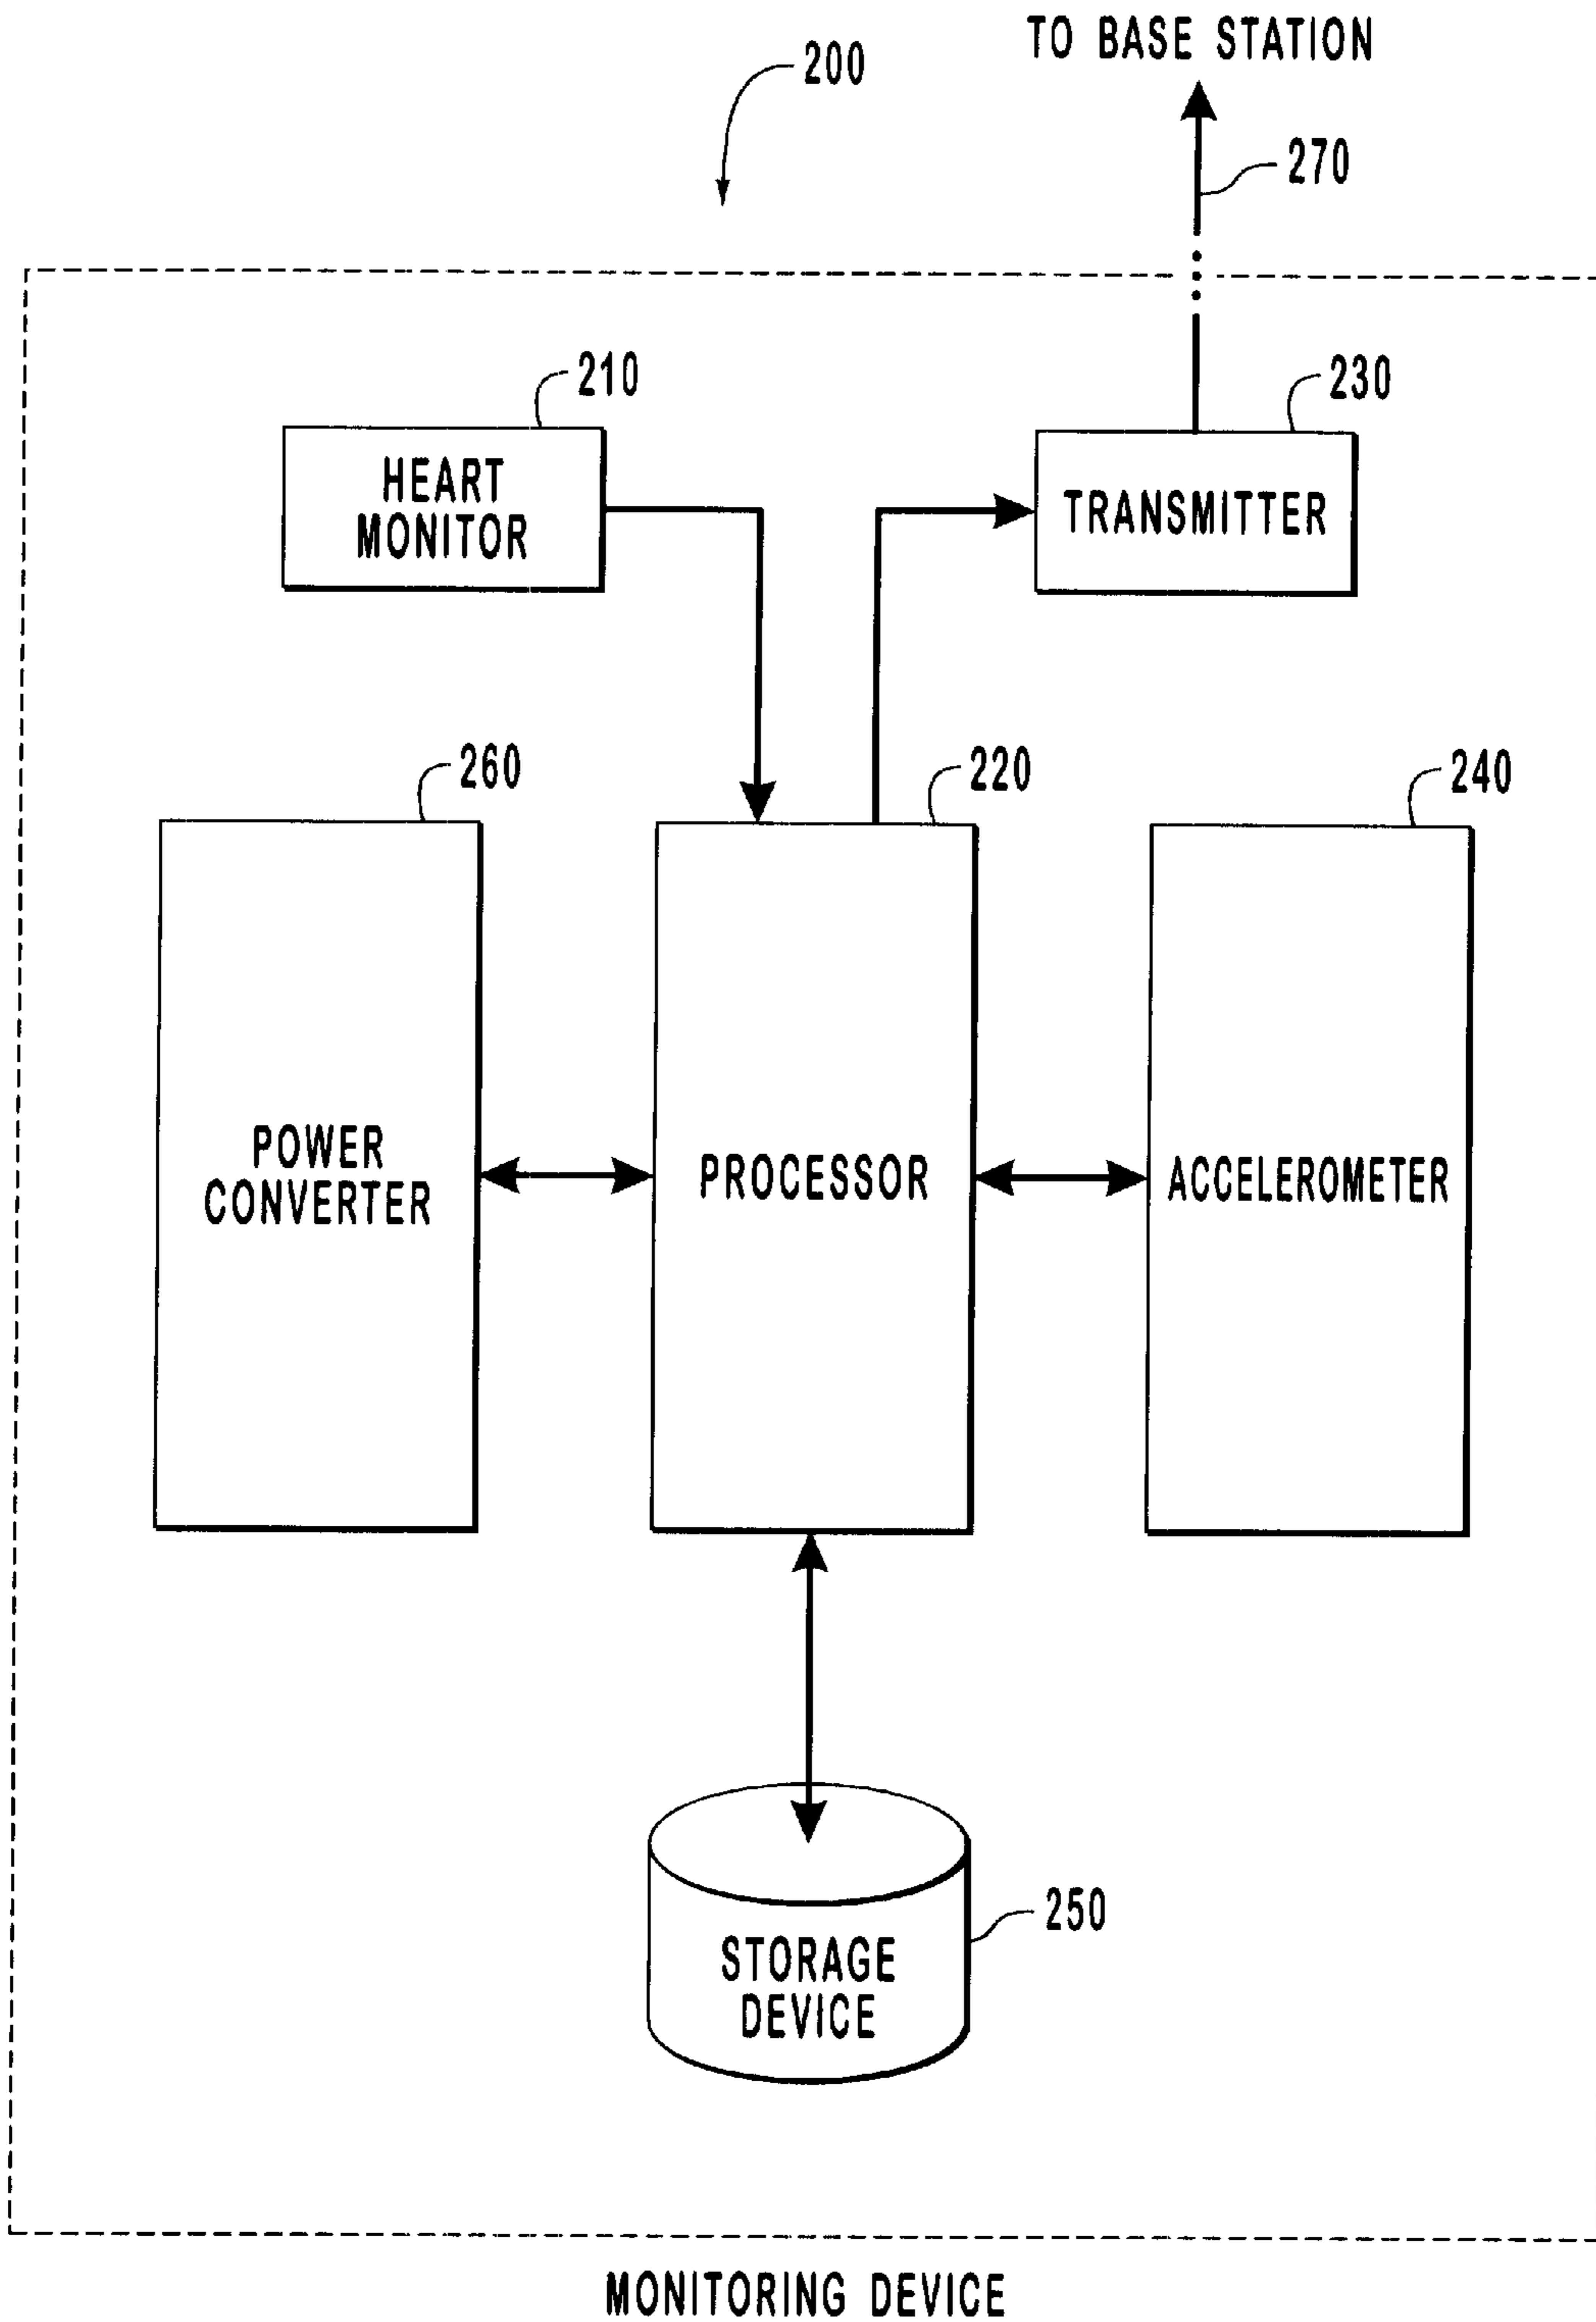 TO BASE STATION
200
270
210
230
HEART
MONITOR
TRANSMITTER
260
220
240
POWER
CONVERTER
PROCESSOR
ACCELEROMETER
250
STORAGE
DEVICE
MONITORING DEVICE